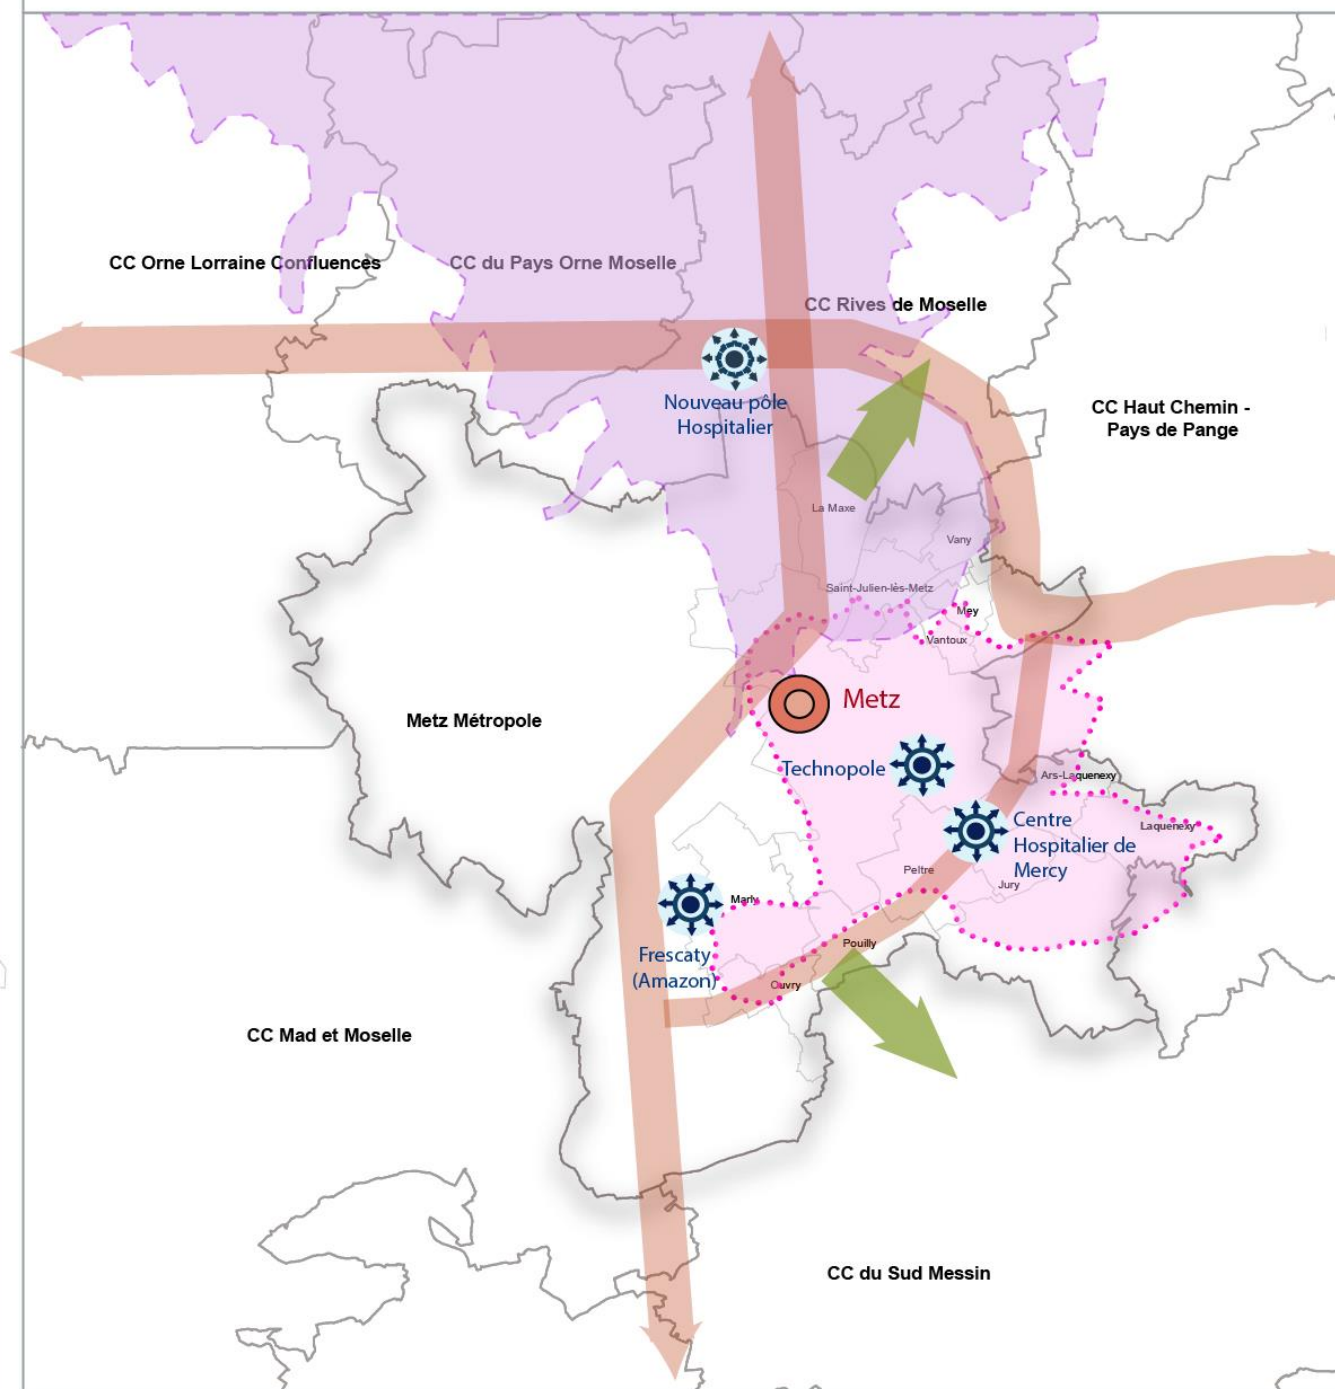 CC Orne Lorraine Confluences
CC du Pays Orne Moselle
CC Rives de Moselle
Nouveau pôle
Hospitalier
CC Haut Chemin -
Pays de Pange
La Maxe
Vany
Saint-Julien-lès-Metz
Mey
Vantoux
Metz
Metz Métropole
Technopole
Ars-Laquenexy
Centre
Hospitalier de
Mercy
Laquenexy
Peltre
Jury
Marly
Pouilly
Frescaty
(Amazon)
Cuvry
CC Mad et Moselle
CC du Sud Messin